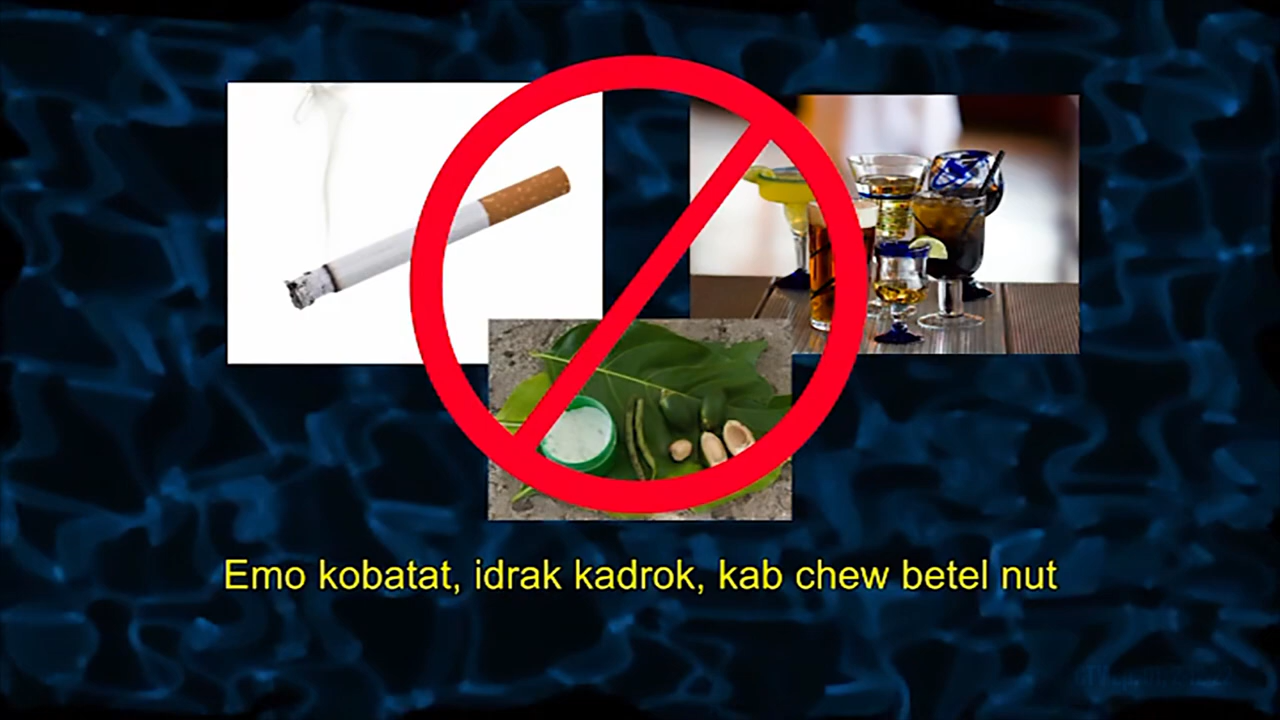 Emo kobatat, idrak kadrok, kab chew betel nut